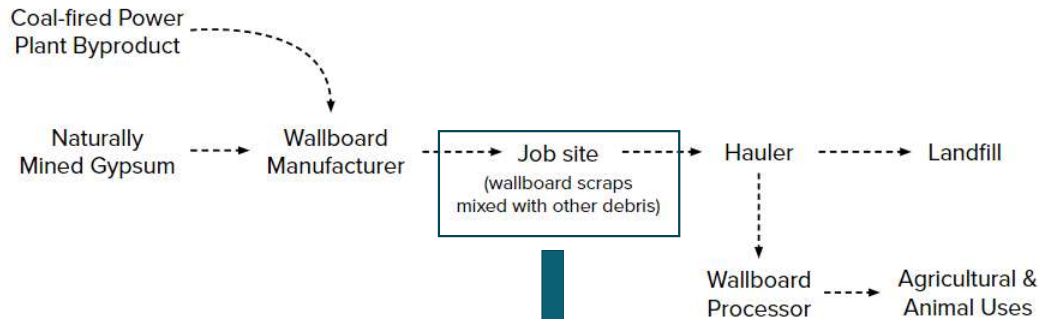 Coal-fired Power
Plant Byproduct
Naturally
Mined Gypsum
Wallboard
Manufacturer
Job site
(wallboard scraps
mixed with other debris)
Hauler
Landfill
Wallboard
Processor
Agricultural &
Animal Uses